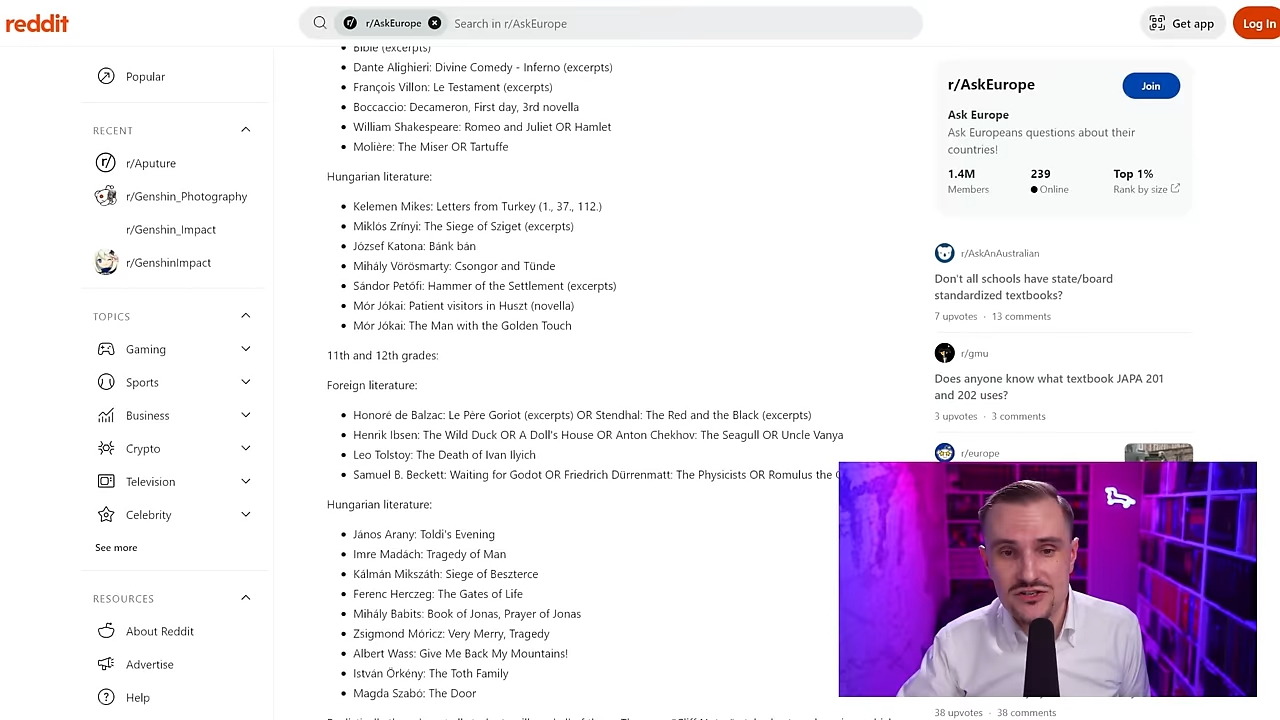 reddit
r/AskEurope
Search in r/AskEurope
Get app
Log In
Popular
RECENT
r/Aputure
r/Genshin_Photography
r/Genshin_Impact
r/GenshinImpact
TOPICS
Gaming
Sports
Business
Crypto
Television
Celebrity
See more
RESOURCES
About Reddit
Advertise
Help
Bible (excerpts)
Dante Alighieri: Divine Comedy - Inferno (excerpts)
François Villon: Le Testament (excerpts)
Boccaccio: Decameron, First day, 3rd novella
William Shakespeare: Romeo and Juliet OR Hamlet
Molière: The Miser OR Tartuffe
Hungarian literature:
Kelemen Mikes: Letters from Turkey (1., 37., 112.)
Miklós Zrínyi: The Siege of Sziget (excerpts)
József Katona: Bánk bán
Mihály Vörösmarty: Csongor and Tünde
Sándor Petőfi: Hammer of the Settlement (excerpts)
Mór Jókai: Patient visitors in Huszt (novella)
Mór Jókai: The Man with the Golden Touch
11th and 12th grades:
Foreign literature:
Honoré de Balzac: Le Père Goriot (excerpts) OR Stendhal: The Red and the Black (excerpts)
Henrik Ibsen: The Wild Duck OR A Doll's House OR Anton Chekhov: The Seagull OR Uncle Vanya
Leo Tolstoy: The Death of Ivan Ilyich
Samuel B. Beckett: Waiting for Godot OR Friedrich Dürrenmatt: The Physicists OR Romulus the
Hungarian literature:
János Arany: Toldi's Evening
Imre Madách: Tragedy of Man
Kálmán Mikszáth: Siege of Beszterce
Ferenc Herczeg: The Gates of Life
Mihály Babits: Book of Jonas, Prayer of Jonas
Zsigmond Móricz: Very Merry, Tragedy
Albert Wass: Give Me Back My Mountains!
István Örkény: The Toth Family
Magda Szabó: The Door
r/AskEurope
Join
Ask Europe
Ask Europeans questions about their
countries!
1.4M 239 Top 1%
Members Online Rank by size
r/AskAnAustralian
Don't all schools have state/board
standardized textbooks?
7 upvotes · 13 comments
r/gmu
Does anyone know what textbook JAPA 201
and 202 uses?
3 upvotes · 3 comments
r/europe
38 upvotes · 38 comments